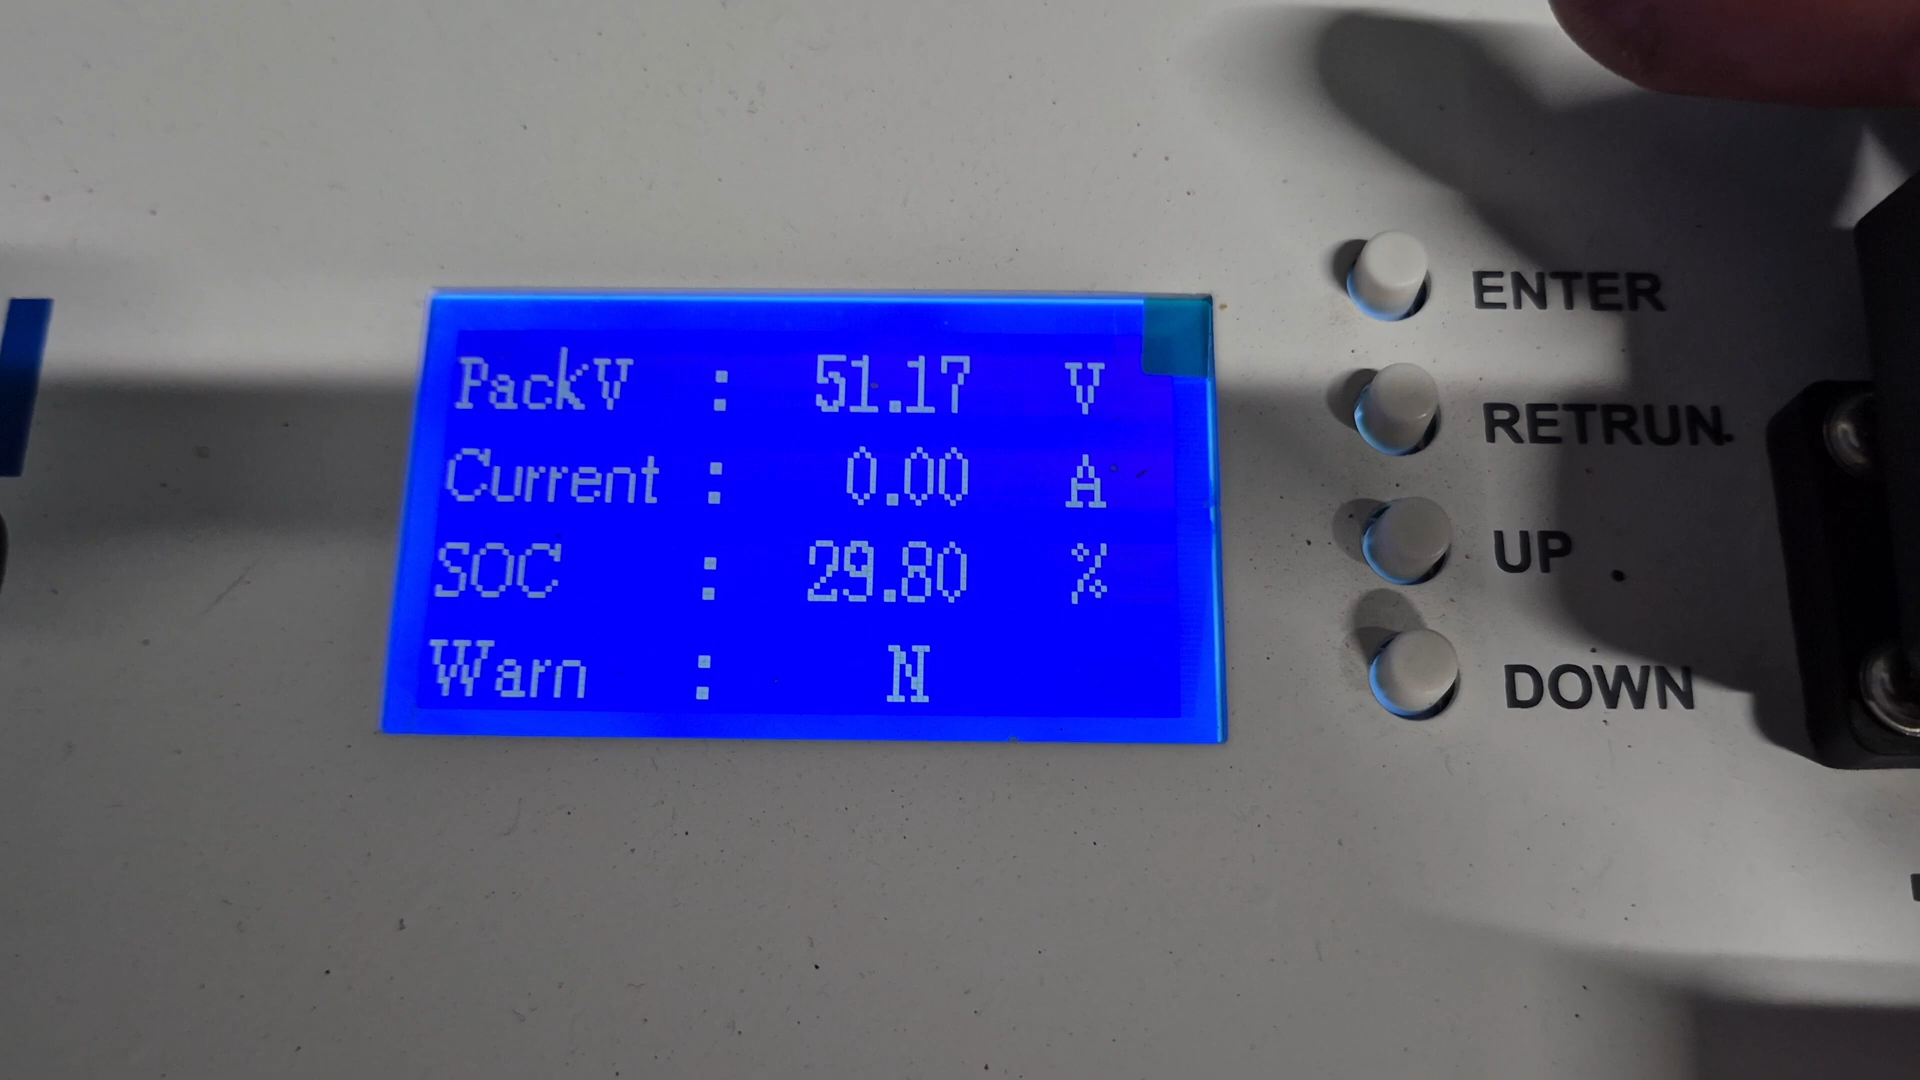 PackV : 51.17 V
Current : 0.00 A
SOC : 29.80 %
Warn : N
ENTER
RETRUN
UP
DOWN